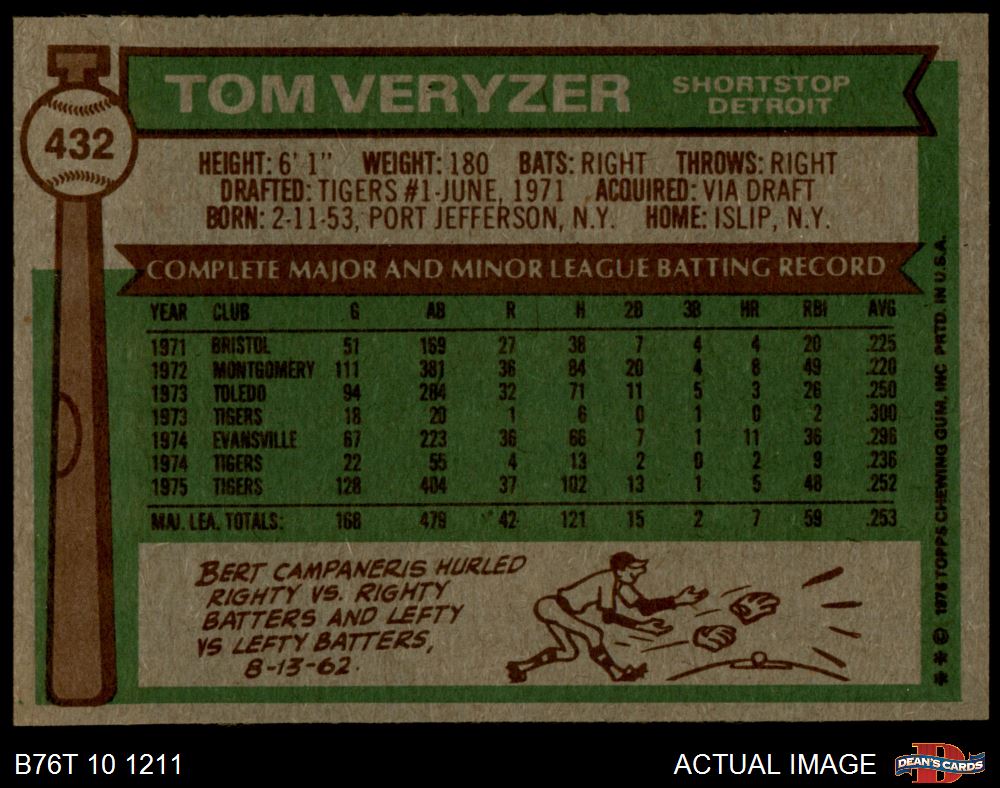 432
TOM VERYZER
SHORTSTOP
DETROIT
HEIGHT: 6' 1" WEIGHT: 180 BATS: RIGHT THROWS: RIGHT
DRAFTED: TIGERS #1-JUNE, 1971 ACQUIRED: VIA DRAFT
BORN: 2-11-53, PORT JEFFERSON, N.Y. HOME: ISLIP, N.Y.
COMPLETE MAJOR AND MINOR LEAGUE BATTING RECORD
YEAR CLUB G AB R H 2B 3B HR RBI AVG
1971 BRISTOL 51 169 27 38 7 4 4 20 .225
1972 MONTGOMERY 111 381 36 84 20 4 8 49 .220
1973 TOLEDO 94 284 32 71 11 5 3 26 .250
1973 TIGERS 18 20 1 6 0 1 0 2 .300
1974 EVANSVILLE 67 223 36 66 7 1 11 36 .296
1974 TIGERS 22 55 4 13 2 0 2 9 .236
1975 TIGERS 128 404 37 102 13 1 5 48 .252
MAJ. LEA. TOTALS: 168 479 42 121 15 2 7 59 .253
BERT CAMPANERIS HURLED
RIGHTY VS. RIGHTY
BATTERS AND LEFTY
VS LEFTY BATTERS,
8-13-62.
* * © 1976 TOPPS CHEWING GUM, INC PRTD. IN U.S.A.
B76T 10 1211
ACTUAL IMAGE
DEAN'S CARDS